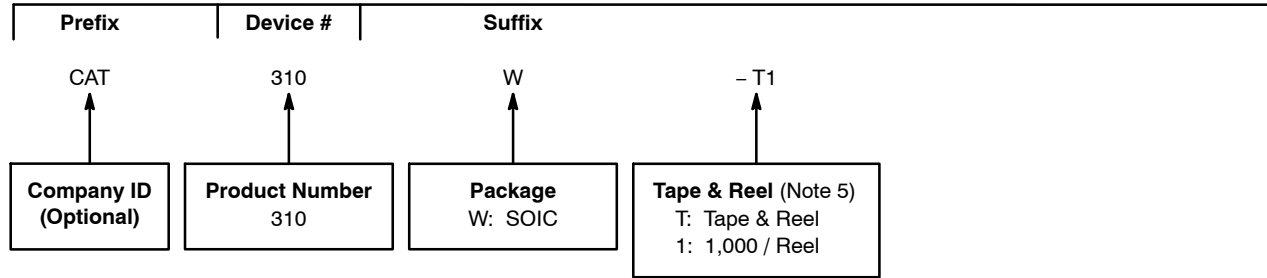 Prefix Device # Suffix
CAT 310 W – T1
Company ID
(Optional)
Product Number
310
Package
W: SOIC
Tape & Reel (Note 5)
T: Tape & Reel
1: 1,000 / Reel